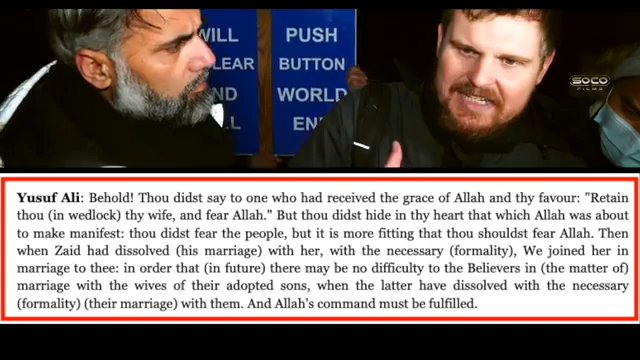 WILL
LEAR
ND
LL
PUSH
BUTTON
WORLD
EN
SOCO
FILMS
Yusuf Ali: Behold! Thou didst say to one who had received the grace of Allah and thy favour: "Retain
thou (in wedlock) thy wife, and fear Allah." But thou didst hide in thy heart that which Allah was about
to make manifest: thou didst fear the people, but it is more fitting that thou shouldst fear Allah. Then
when Zaid had dissolved (his marriage) with her, with the necessary (formality), We joined her in
marriage to thee: in order that (in future) there may be no difficulty to the Believers in (the matter of)
marriage with the wives of their adopted sons, when the latter have dissolved with the necessary
(formality) (their marriage) with them. And Allah's command must be fulfilled.